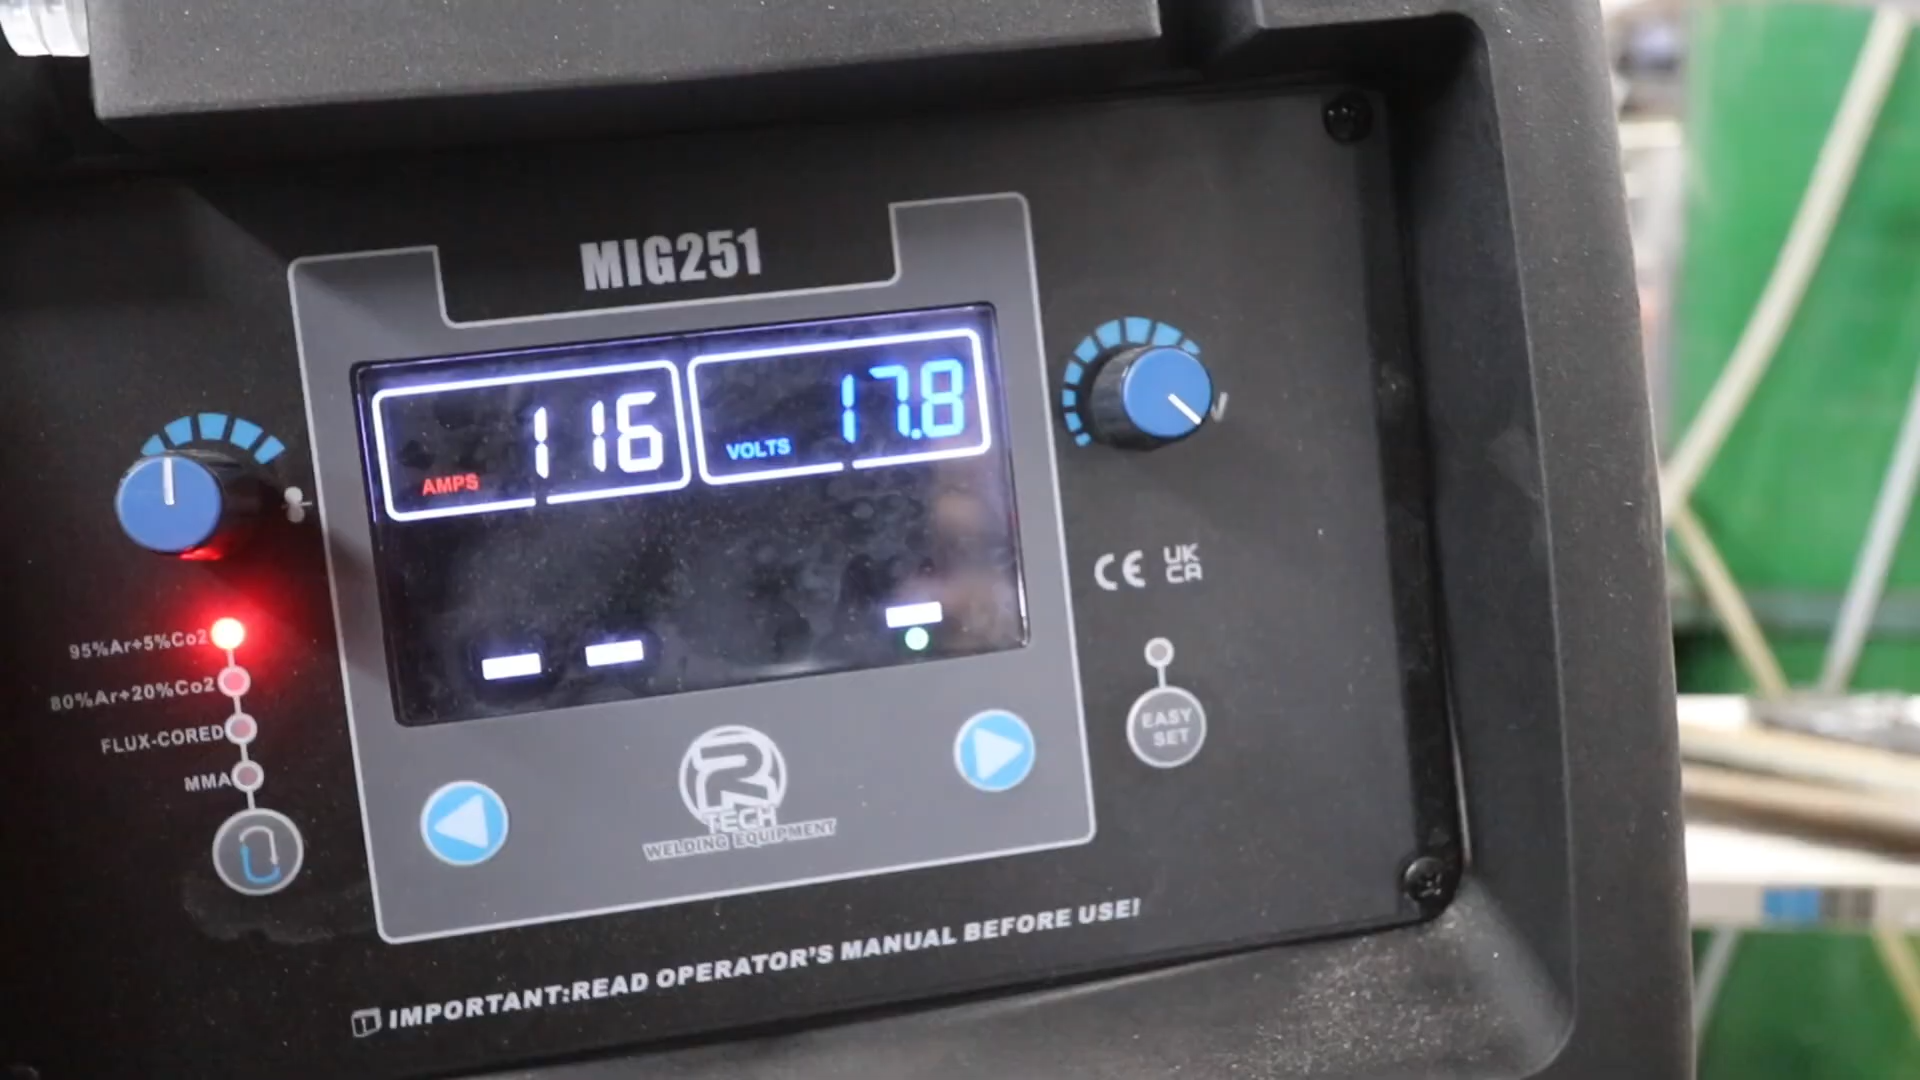 MIG251
AMPS 116
VOLTS 17.8
V
CE UK CA
95%Ar+5%Co2
80%Ar+20%Co2
FLUX-CORED
MMA
EASY
SET
R
TECH
WELDING EQUIPMENT
IMPORTANT:READ OPERATOR'S MANUAL BEFORE USE!